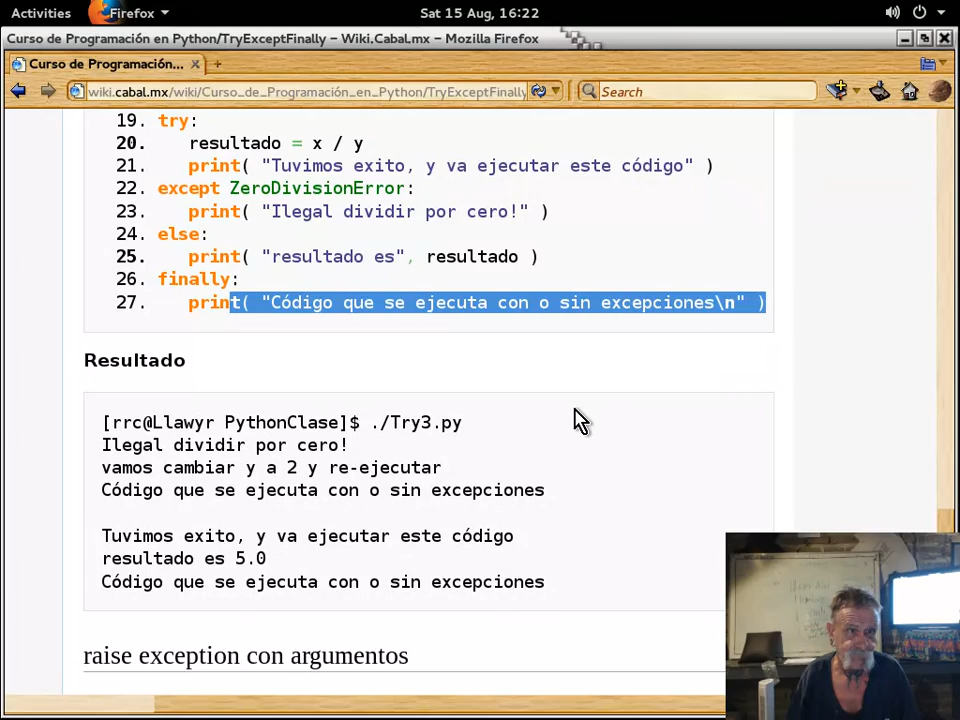 Activities Firefox Sat 15 Aug, 16:22
Curso de Programación en Python/TryExceptFinally - Wiki.Cabal.mx - Mozilla Firefox
Curso de Programación...
wiki.cabal.mx/wiki/Curso_de_Programación_en_Python/TryExceptFinally Search
19. try:
20. resultado = x / y
21. print( "Tuvimos exito, y va ejecutar este código" )
22. except ZeroDivisionError:
23. print( "Ilegal dividir por cero!" )
24. else:
25. print( "resultado es", resultado )
26. finally:
27. print( "Código que se ejecuta con o sin excepciones\n" )
Resultado
[rrc@Llawyr PythonClase]$ ./Try3.py
Ilegal dividir por cero!
vamos cambiar y a 2 y re-ejecutar
Código que se ejecuta con o sin excepciones
Tuvimos exito, y va ejecutar este código
resultado es 5.0
Código que se ejecuta con o sin excepciones
raise exception con argumentos